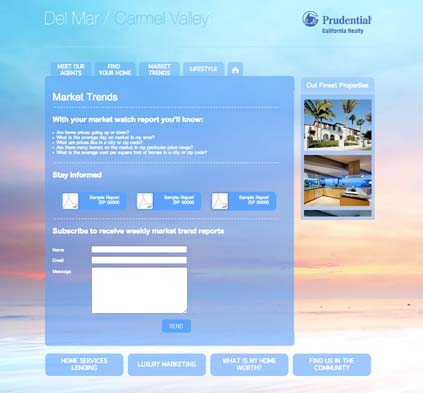 Del Mar / Carmel Valley
Prudential
California Realty
MEET OUR
AGENTS
FIND
YOUR HOME
MARKET
TRENDS
LIFESTYLE
Market Trends
Out Finest Properties
With your market watch report you'll know:
• Are home prices going up or down?
• What is the average day on market in my area?
• What are prices like in a city or zip code?
• Are there many homes on the market in my particular price range?
• What is the average cost per square foot of homes in a city or zip code?
Stay Informed
Sample Report
ZIP 00000
Sample Report
ZIP 00000
Sample Report
ZIP 00000
Subscribe to receive weekly market trend reports
Name
Email
Message
SEND
HOME SERVICES
LENDING
LUXURY MARKETING
WHAT IS MY HOME
WORTH?
FIND US IN THE
COMMUNITY